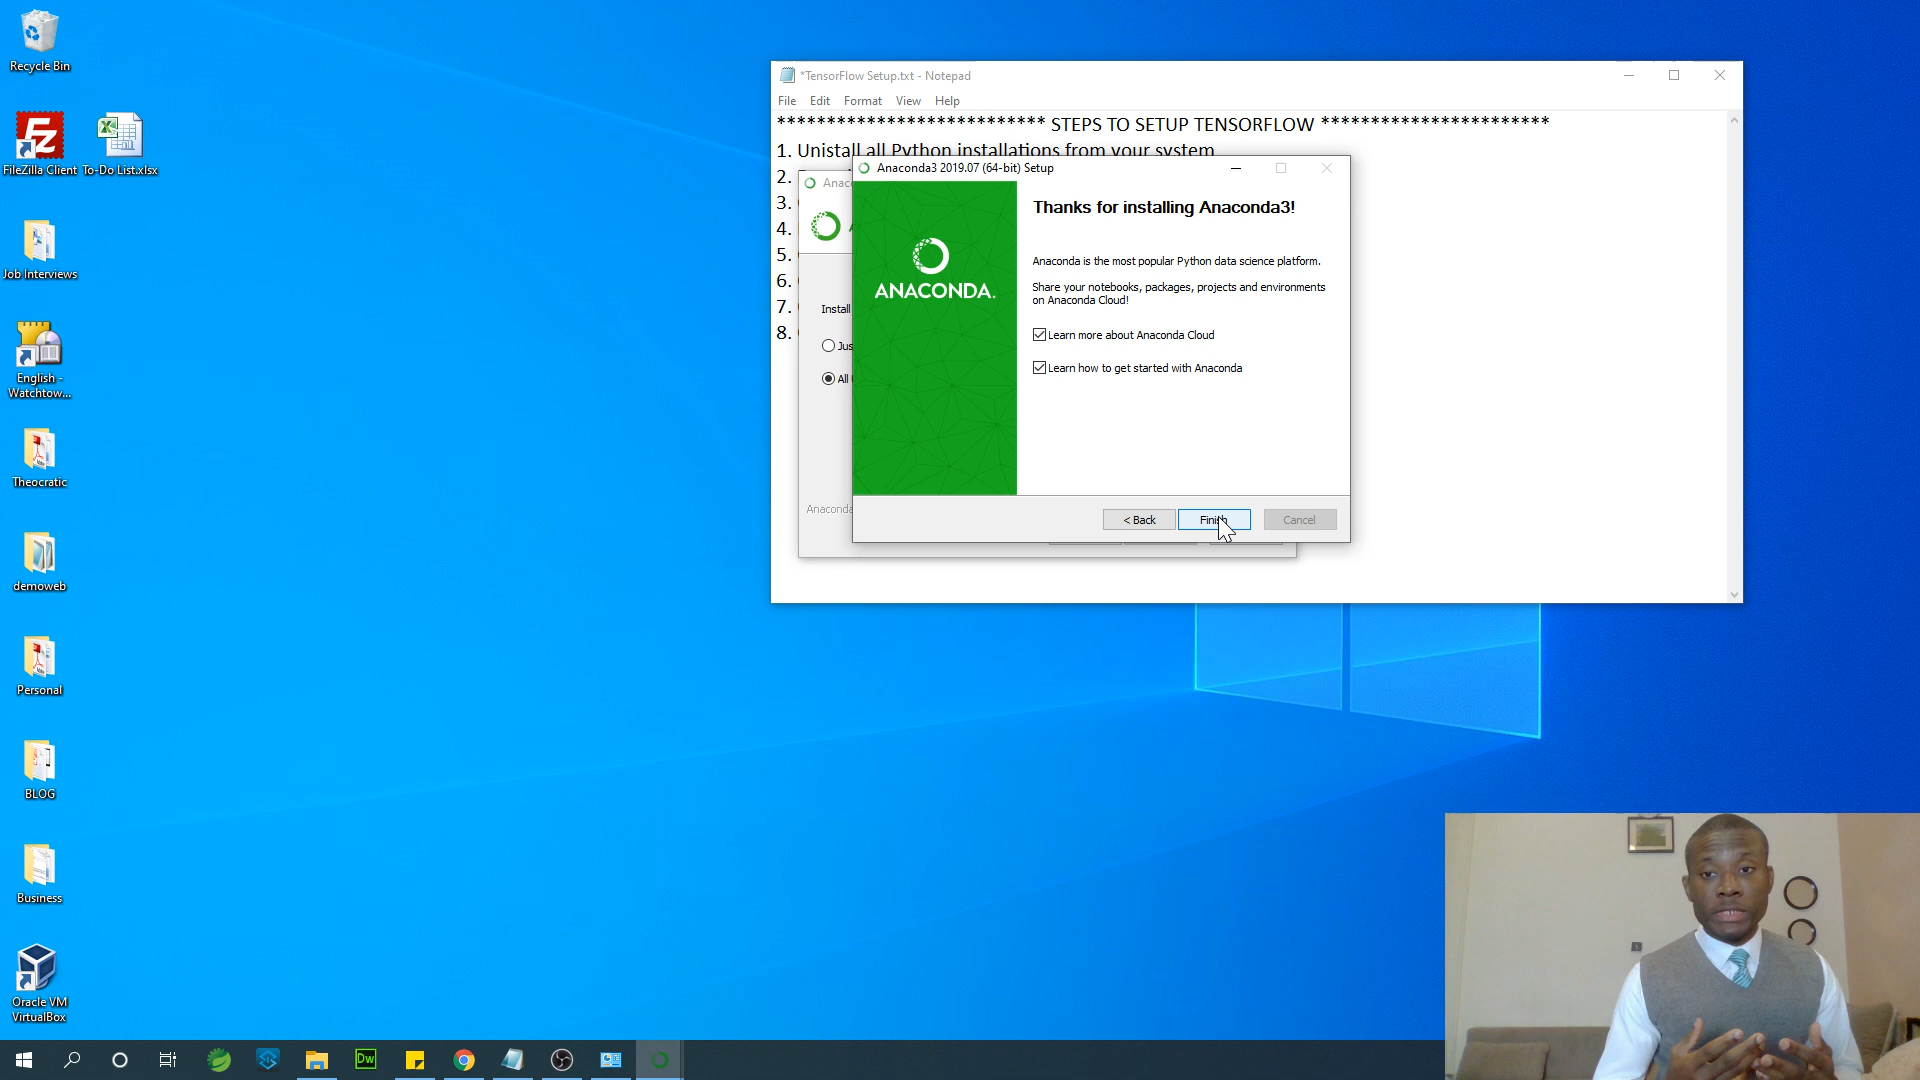 Recycle Bin
FileZilla Client
To-Do List.xlsx
Job Interviews
English -
Watchtow...
Theocratic
demoweb
Personal
BLOG
Business
Oracle VM
VirtualBox
*TensorFlow Setup.txt - Notepad
File Edit Format View Help
*************************** STEPS TO SETUP TENSORFLOW ***********************
1. Unistall all Python installations from your system
2.
3.
4.
5.
6.
7.
8.
Anac
Install
Jus
All
Anaconda
Anaconda3 2019.07 (64-bit) Setup
ANACONDA.
Thanks for installing Anaconda3!
Anaconda is the most popular Python data science platform.
Share your notebooks, packages, projects and environments
on Anaconda Cloud!
Learn more about Anaconda Cloud
Learn how to get started with Anaconda
< Back Finish Cancel
Dw